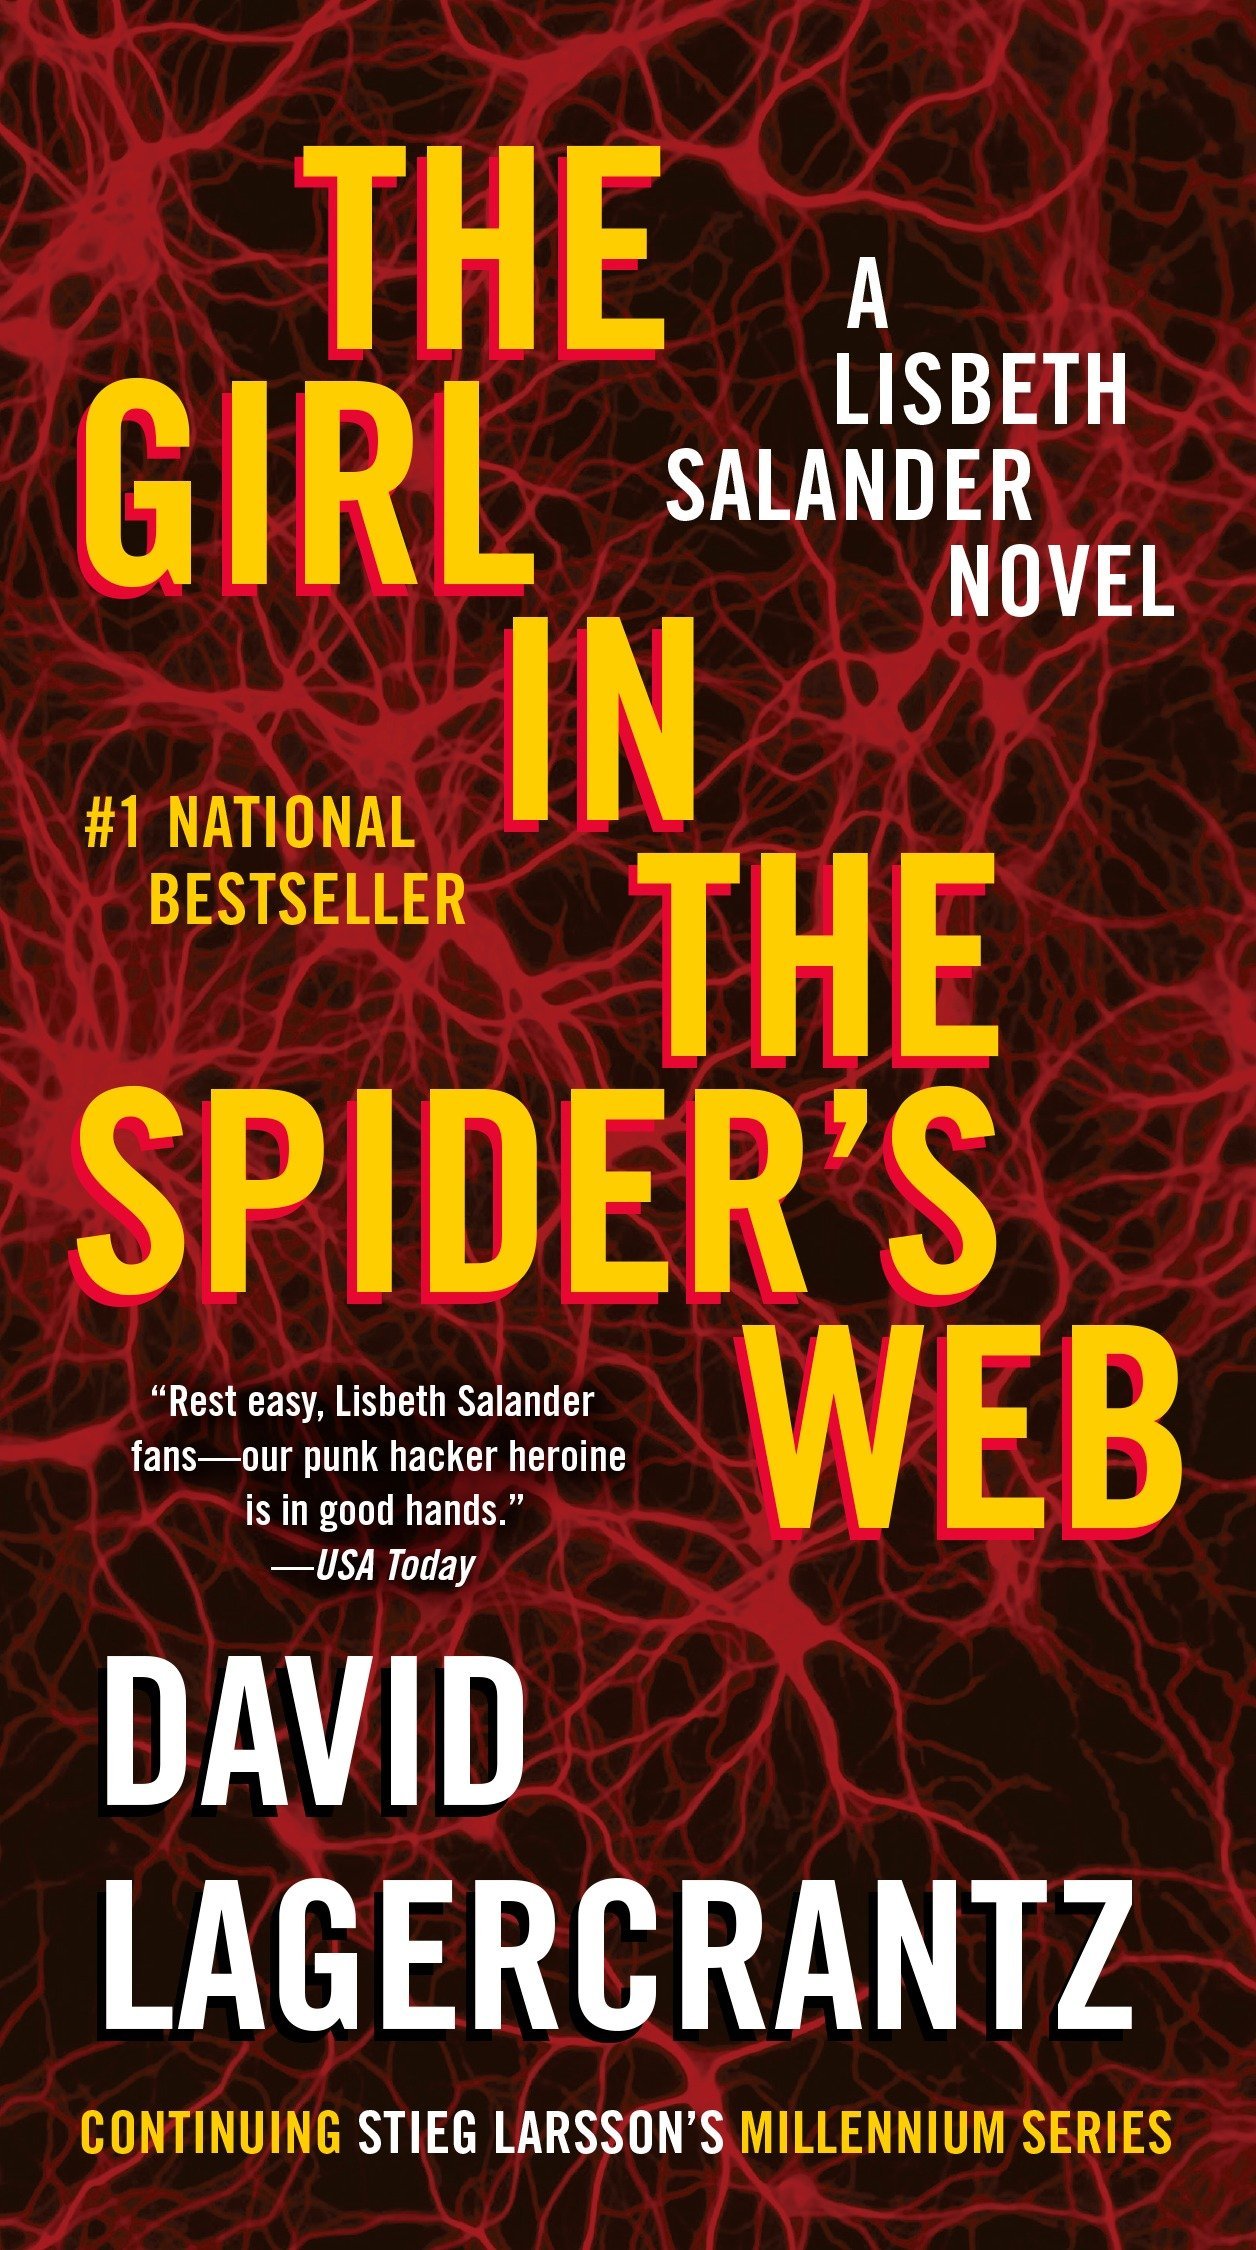 THE
GIRL
IN
THE
SPIDER’S
WEB
A
LISBETH
SALANDER
NOVEL
#1 NATIONAL
BESTSELLER
“Rest easy, Lisbeth Salander
fans—our punk hacker heroine
is in good hands.”
—USA Today
DAVID
LAGERCRANTZ
CONTINUING STIEG LARSSON’S MILLENNIUM SERIES